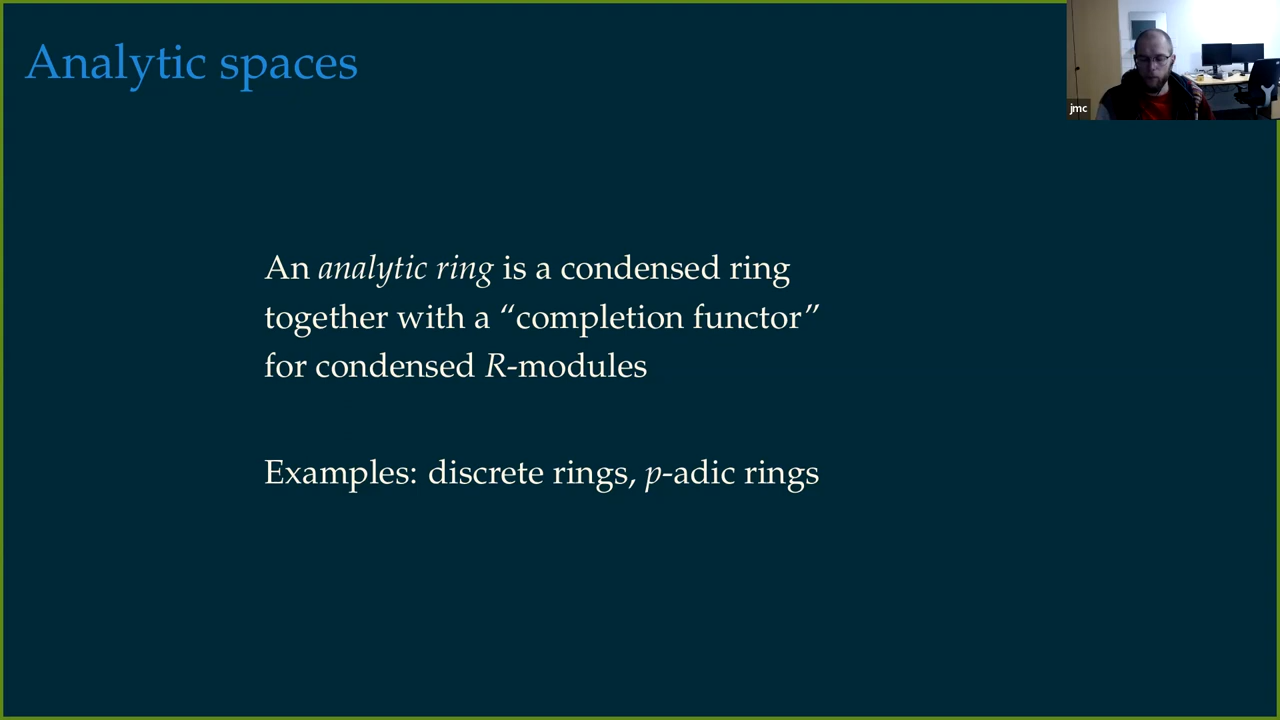 Analytic spaces
jmc
An analytic ring is a condensed ring
together with a “completion functor”
for condensed R-modules
Examples: discrete rings, p-adic rings